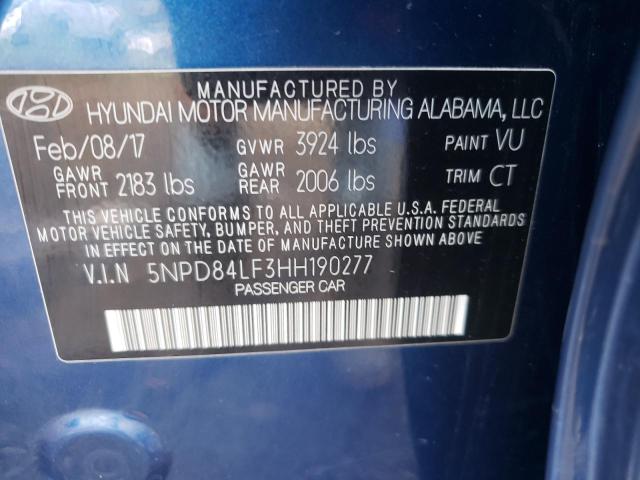 MANUFACTURED BY
HYUNDAI MOTOR MANUFACTURING ALABAMA, LLC
Feb/08/17 GVWR 3924 lbs PAINT VU
GAWR FRONT 2183 lbs GAWR REAR 2006 lbs TRIM CT
THIS VEHICLE CONFORMS TO ALL APPLICABLE U.S.A. FEDERAL
MOTOR VEHICLE SAFETY, BUMPER, AND THEFT PREVENTION STANDARDS
IN EFFECT ON THE DATE OF MANUFACTURE SHOWN ABOVE.
V.I.N 5NPD84LF3HH190277
PASSENGER CAR